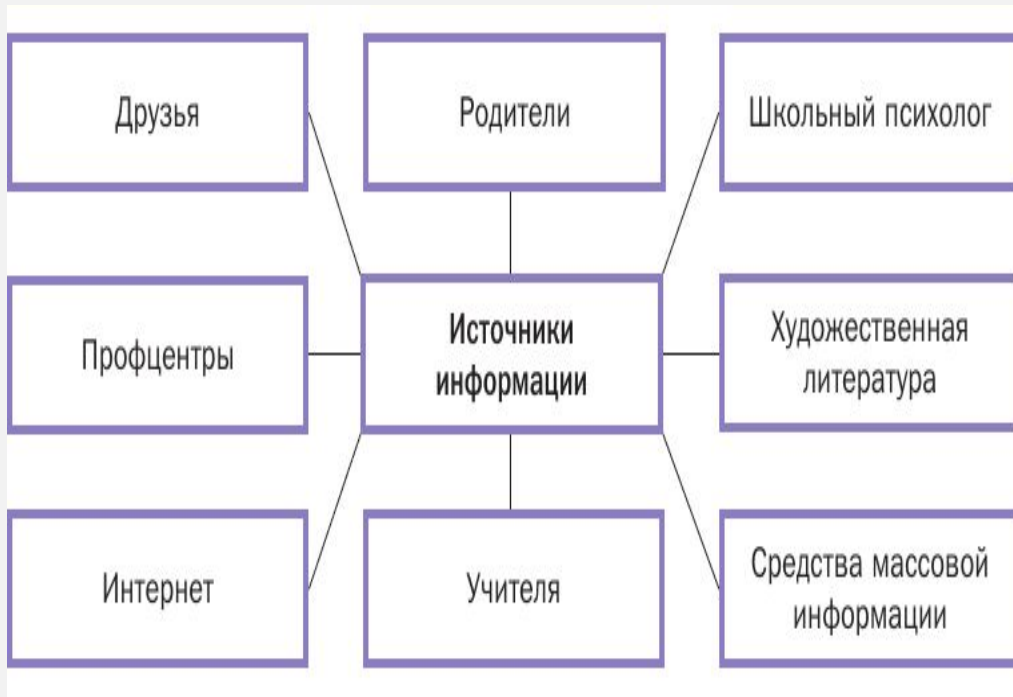 Друзья
Родители
Школьный психолог
Профцентры
Источники
информации
Художественная
литература
Интернет
Учителя
Средства массовой
информации